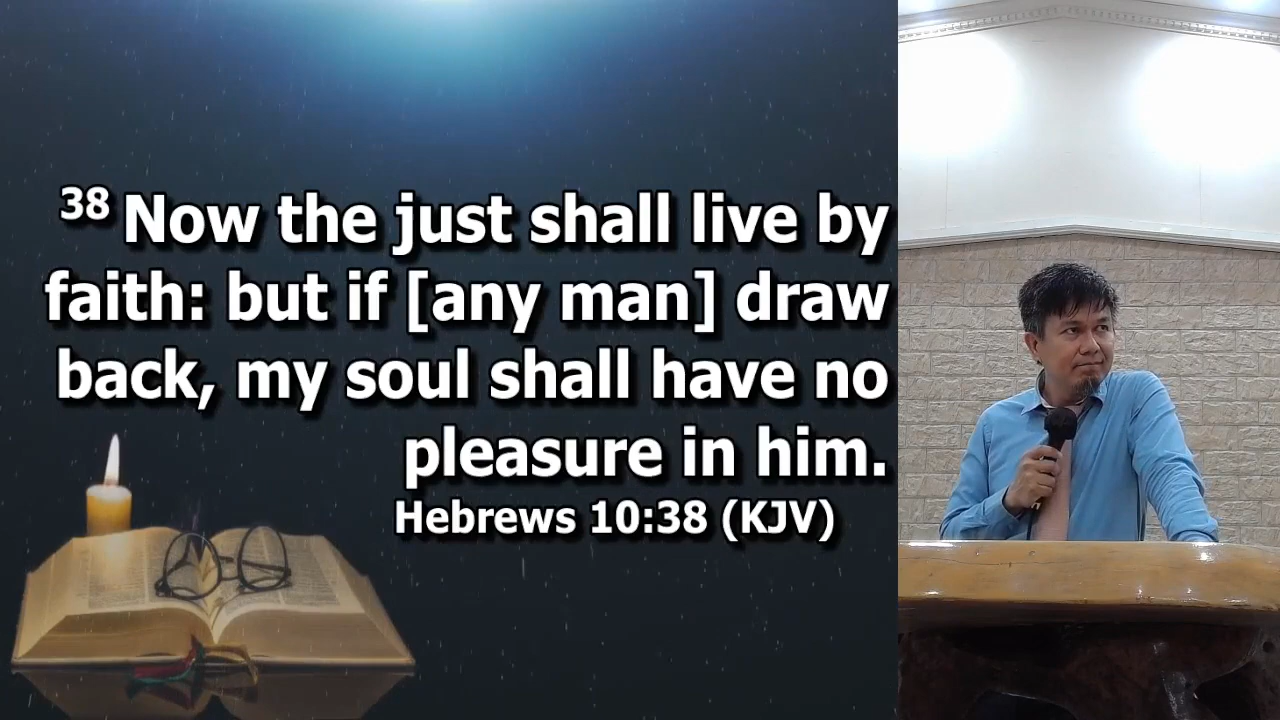 38 Now the just shall live by
faith: but if [any man] draw
back, my soul shall have no
pleasure in him.
Hebrews 10:38 (KJV)